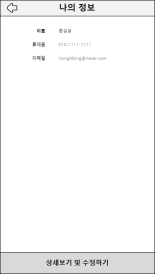 나의 정보
이름 홍길동
휴대폰 010-1111-1111
이메일 hongildong@naver.com
상세보기 및 수정하기